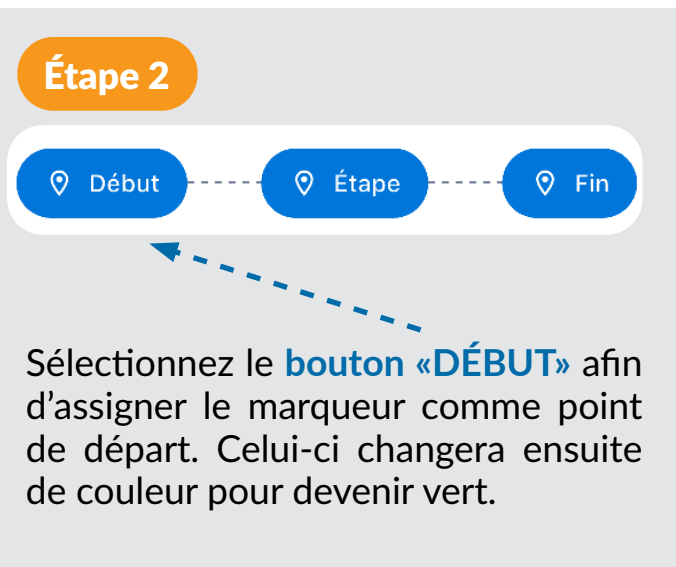 Étape 2
Début Étape Fin
Sélectionnez le bouton «DÉBUT» afin
d'assigner le marqueur comme point
de départ. Celui-ci changera ensuite
de couleur pour devenir vert.